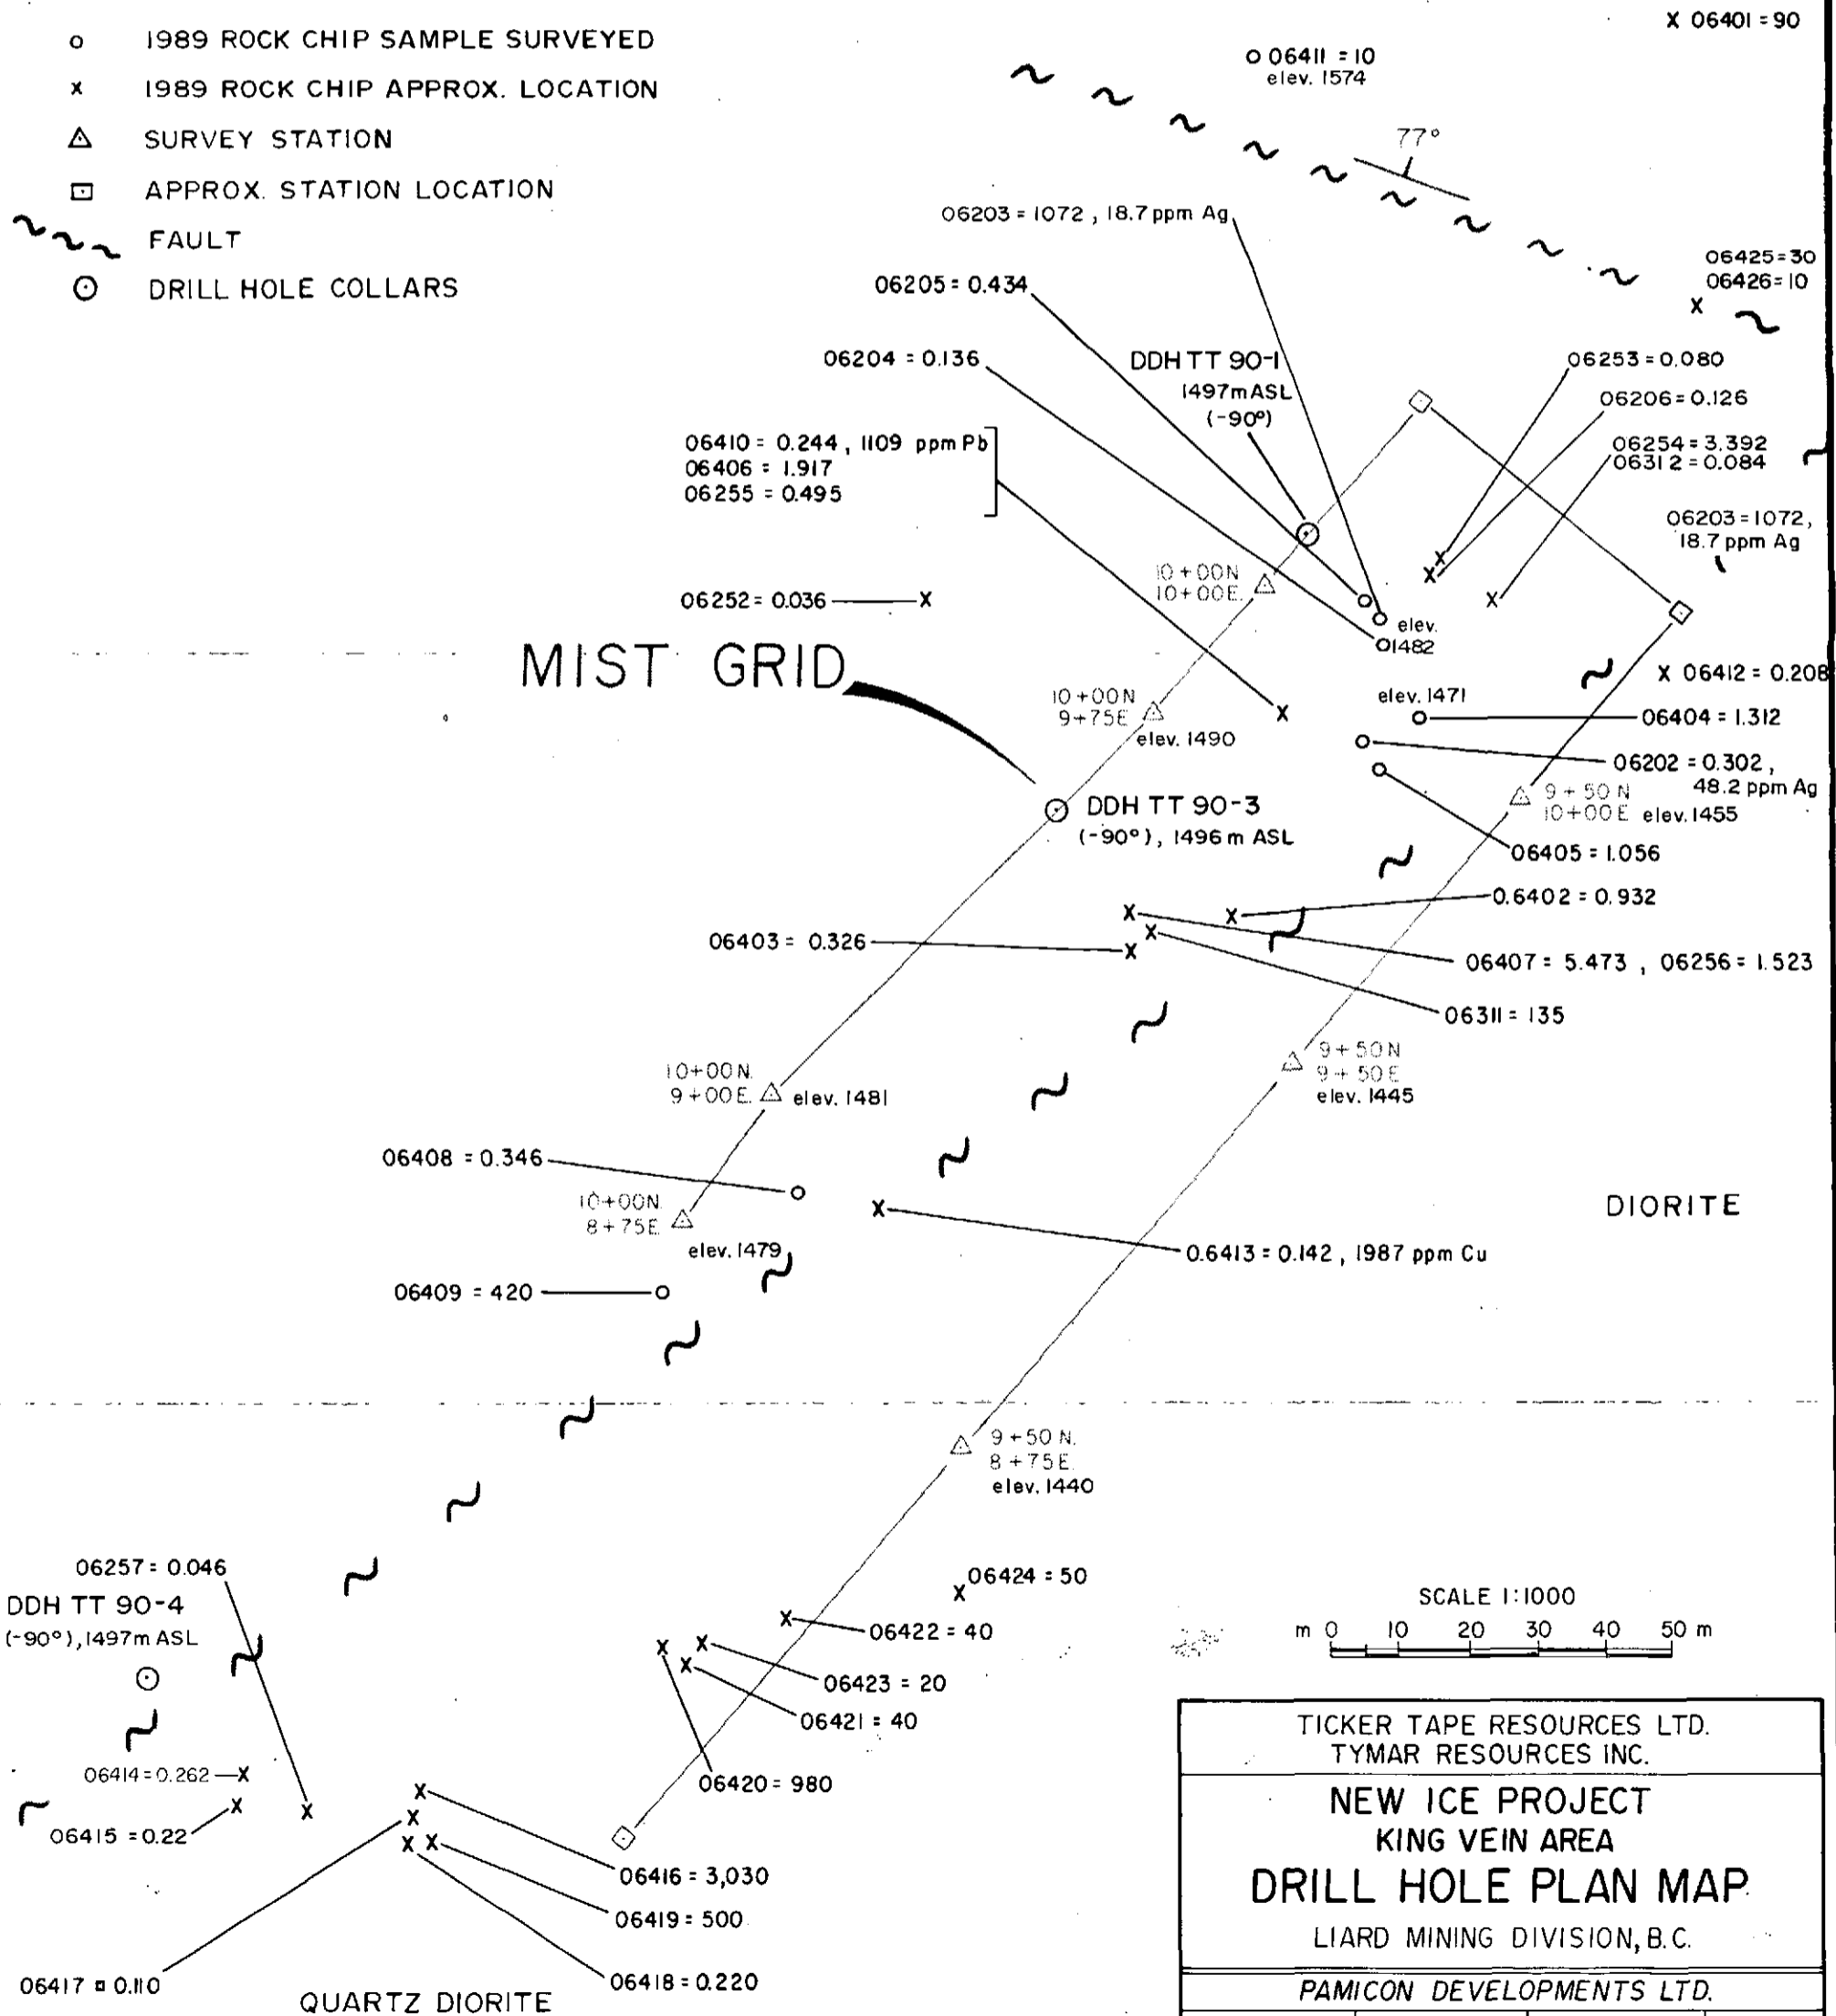 O 1989 ROCK CHIP SAMPLE SURVEYED
X 1989 ROCK CHIP APPROX. LOCATION
SURVEY STATION
APPROX. STATION LOCATION
FAULT
DRILL HOLE COLLARS
X 06401 = 90
O 06411 = 10
elev. 1574
77°
06203 = 1072 , 18.7 ppm Ag
06425=30
06426=10
X
06205 = 0.434
06204 = 0.136
DDH TT 90-1
1497m ASL
(-90°)
06253=0.080
06206=0.126
06254=3.392
06312=0.084
06410 = 0.244 , 1109 ppm Pb
06406 = 1.917
06255 = 0.495
06203=1072,
18.7 ppm Ag
10+00N
10+00E.
06252=0.036 X
elev.
1482
MIST GRID
X 06412=0.208
10+00N
9+75E
elev. 1490
elev. 1471
06404 = 1.312
06202 = 0.302,
48.2 ppm Ag
9+50N
10+00E elev. 1455
DDH TT 90-3
(-90°), 1496m ASL
06405 = 1.056
0.6402 = 0.932
06403 = 0.326
06407 = 5.473 , 06256 = 1.523
06311 = 135
9+50N
9+50E
elev. 1445
10+00N.
9+00E. elev. 1481
06408 = 0.346
10+00N.
8+75E
elev. 1479
DIORITE
0.6413 = 0.142 , 1987 ppm Cu
06409 = 420
9+50N.
8+75E.
elev. 1440
06257 = 0.046
DDH TT 90-4
(-90°), 1497m ASL
06424 = 50
06422 = 40
06423 = 20
06421 = 40
06420 = 980
SCALE 1:1000
m 0 10 20 30 40 50 m
06414=0.262 X
06415 = 0.22
06416 = 3,030
06419 = 500
06418 = 0.220
06417 = 0.110
QUARTZ DIORITE
TICKER TAPE RESOURCES LTD.
TYMAR RESOURCES INC.
NEW ICE PROJECT
KING VEIN AREA
DRILL HOLE PLAN MAP
LIARD MINING DIVISION, B.C.
PAMICON DEVELOPMENTS LTD.